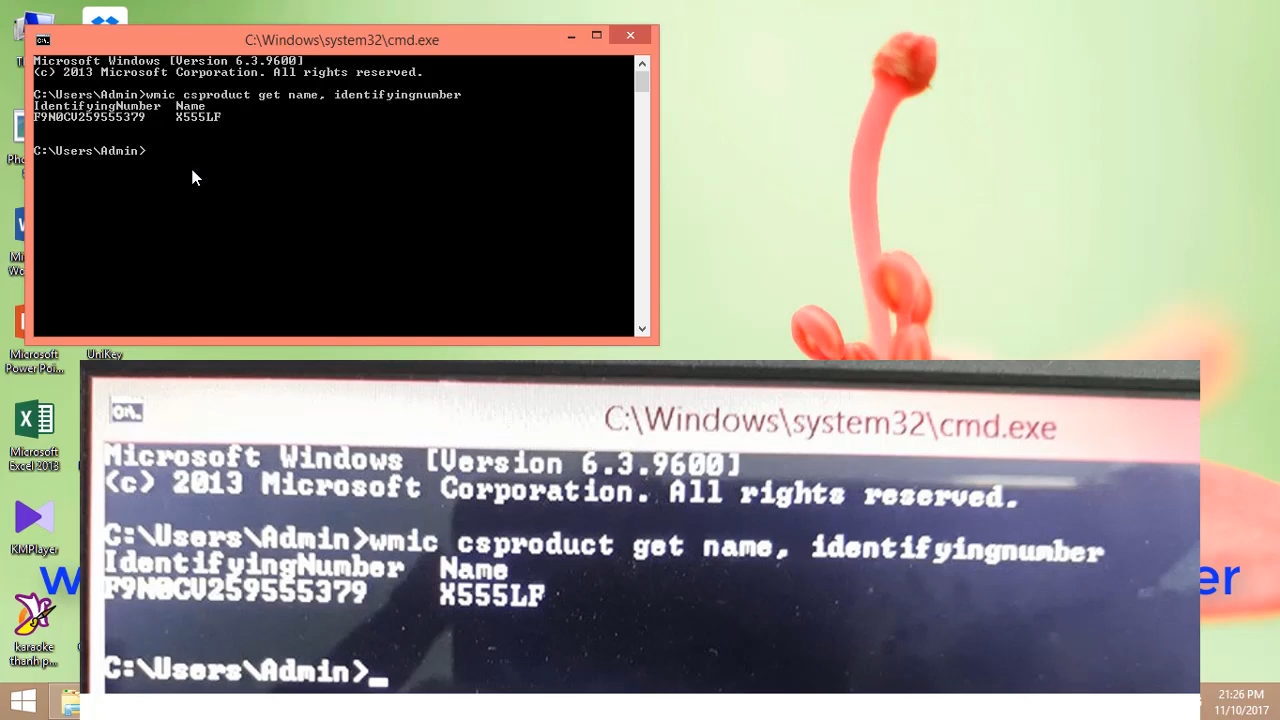 C:\Windows\system32\cmd.exe
Microsoft Windows [Version 6.3.9600]
(c) 2013 Microsoft Corporation. All rights reserved.
C:\Users\Admin>wmic csproduct get name, identifyingnumber
IdentifyingNumber Name
F9N0CV259555379 X555LF
C:\Users\Admin>
Microsoft
Power Poi...
UniKey
Microsoft
Excel 2013
KMPlayer
karaoke
thanh p...
C:\Windows\system32\cmd.exe
Microsoft Windows [Version 6.3.9600]
(c) 2013 Microsoft Corporation. All rights reserved.
C:\Users\Admin>wmic csproduct get name, identifyingnumber
IdentifyingNumber Name
F9N0CV259555379 X555LF
C:\Users\Admin>_
21:26 PM
11/10/2017